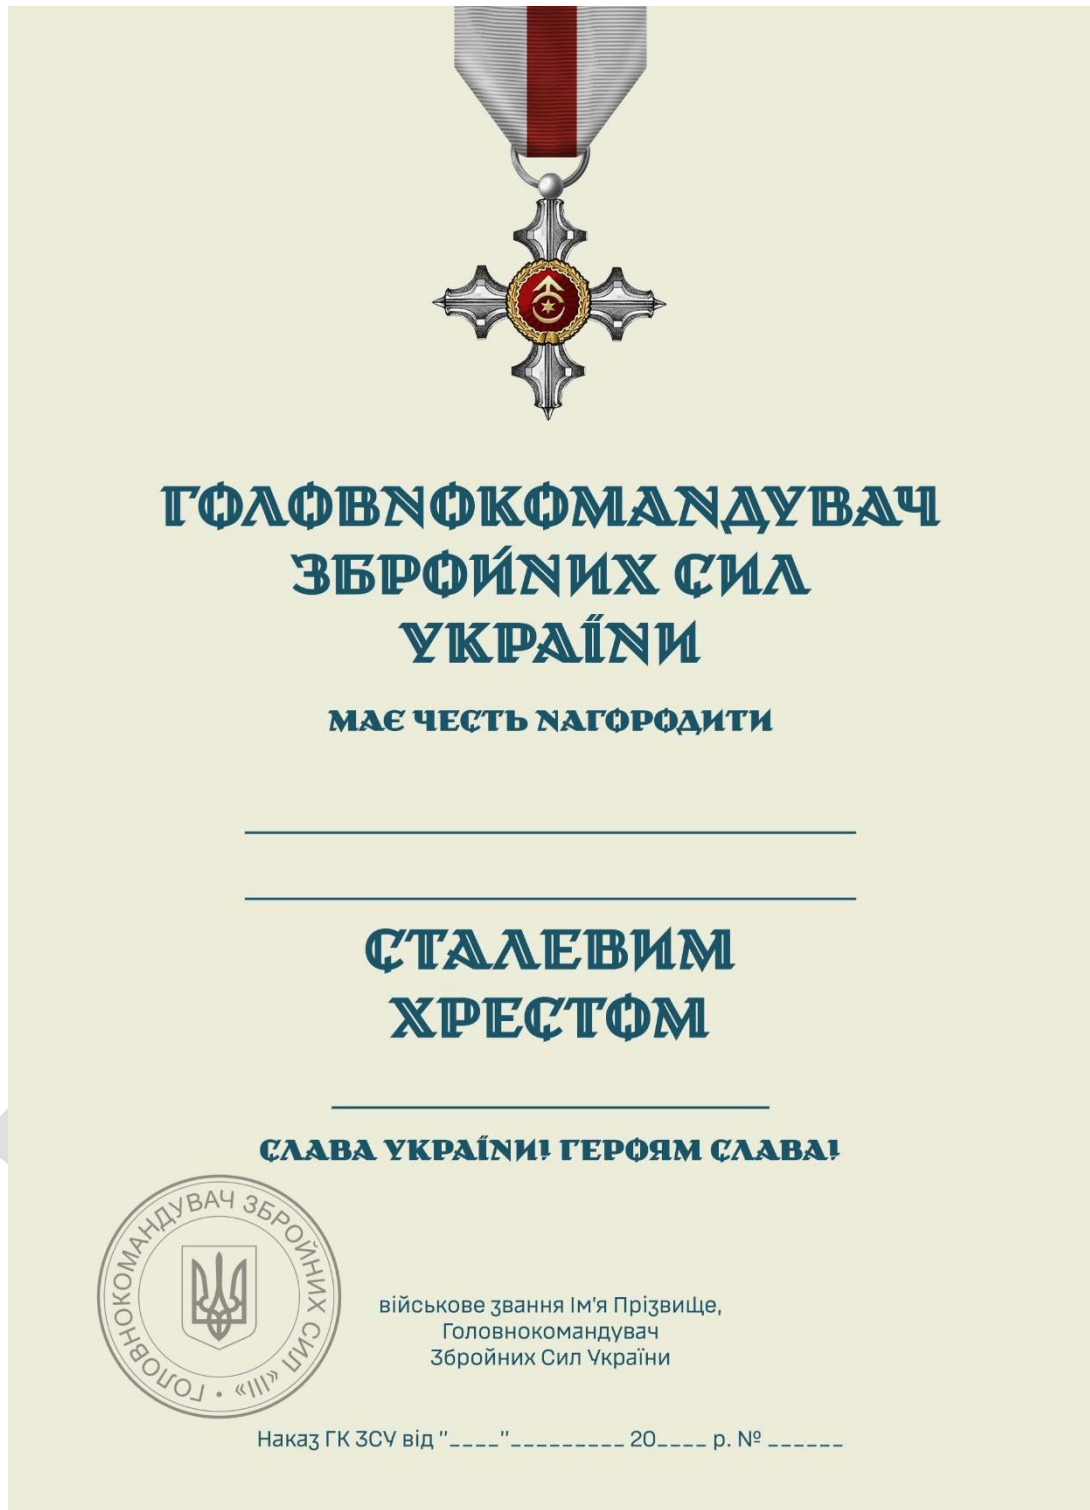 ГОЛОВНОКОМАНДУВАЧ
ЗБРОЙНИХ СИЛ
УКРАЇНИ
МАЄ ЧЕСТЬ НАГОРОДИТИ
СТАЛЕВИМ
ХРЕСТОМ
СЛАВА УКРАЇНИ! ГЕРОЯМ СЛАВА!
ГОЛОВНОКОМАНДУВАЧ ЗБРОЙНИХ СИЛ «ІІІ» •
військове звання Ім'я Прізвище,
Головнокомандувач
Збройних Сил України
Наказ ГК ЗСУ від "____"_________ 20____ р. № ______